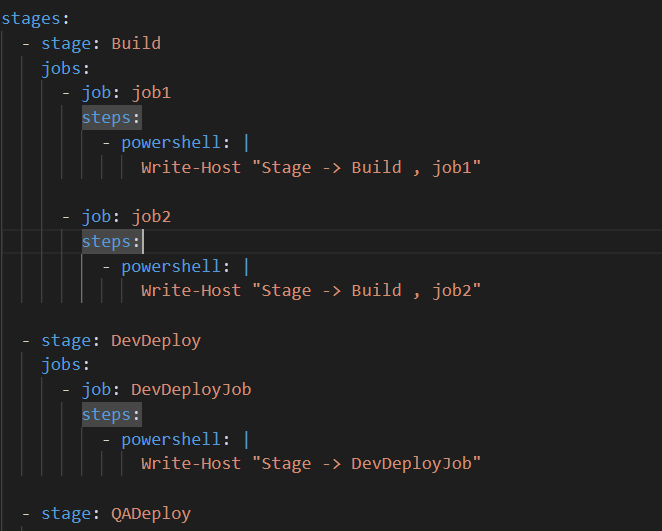 stages:
  - stage: Build
    jobs:
      - job: job1
        steps:
          - powershell: |
              Write-Host "Stage -> Build , job1"
      - job: job2
        steps:
          - powershell: |
              Write-Host "Stage -> Build , job2"
  - stage: DevDeploy
    jobs:
      - job: DevDeployJob
        steps:
          - powershell: |
              Write-Host "Stage -> DevDeployJob"
  - stage: QADeploy